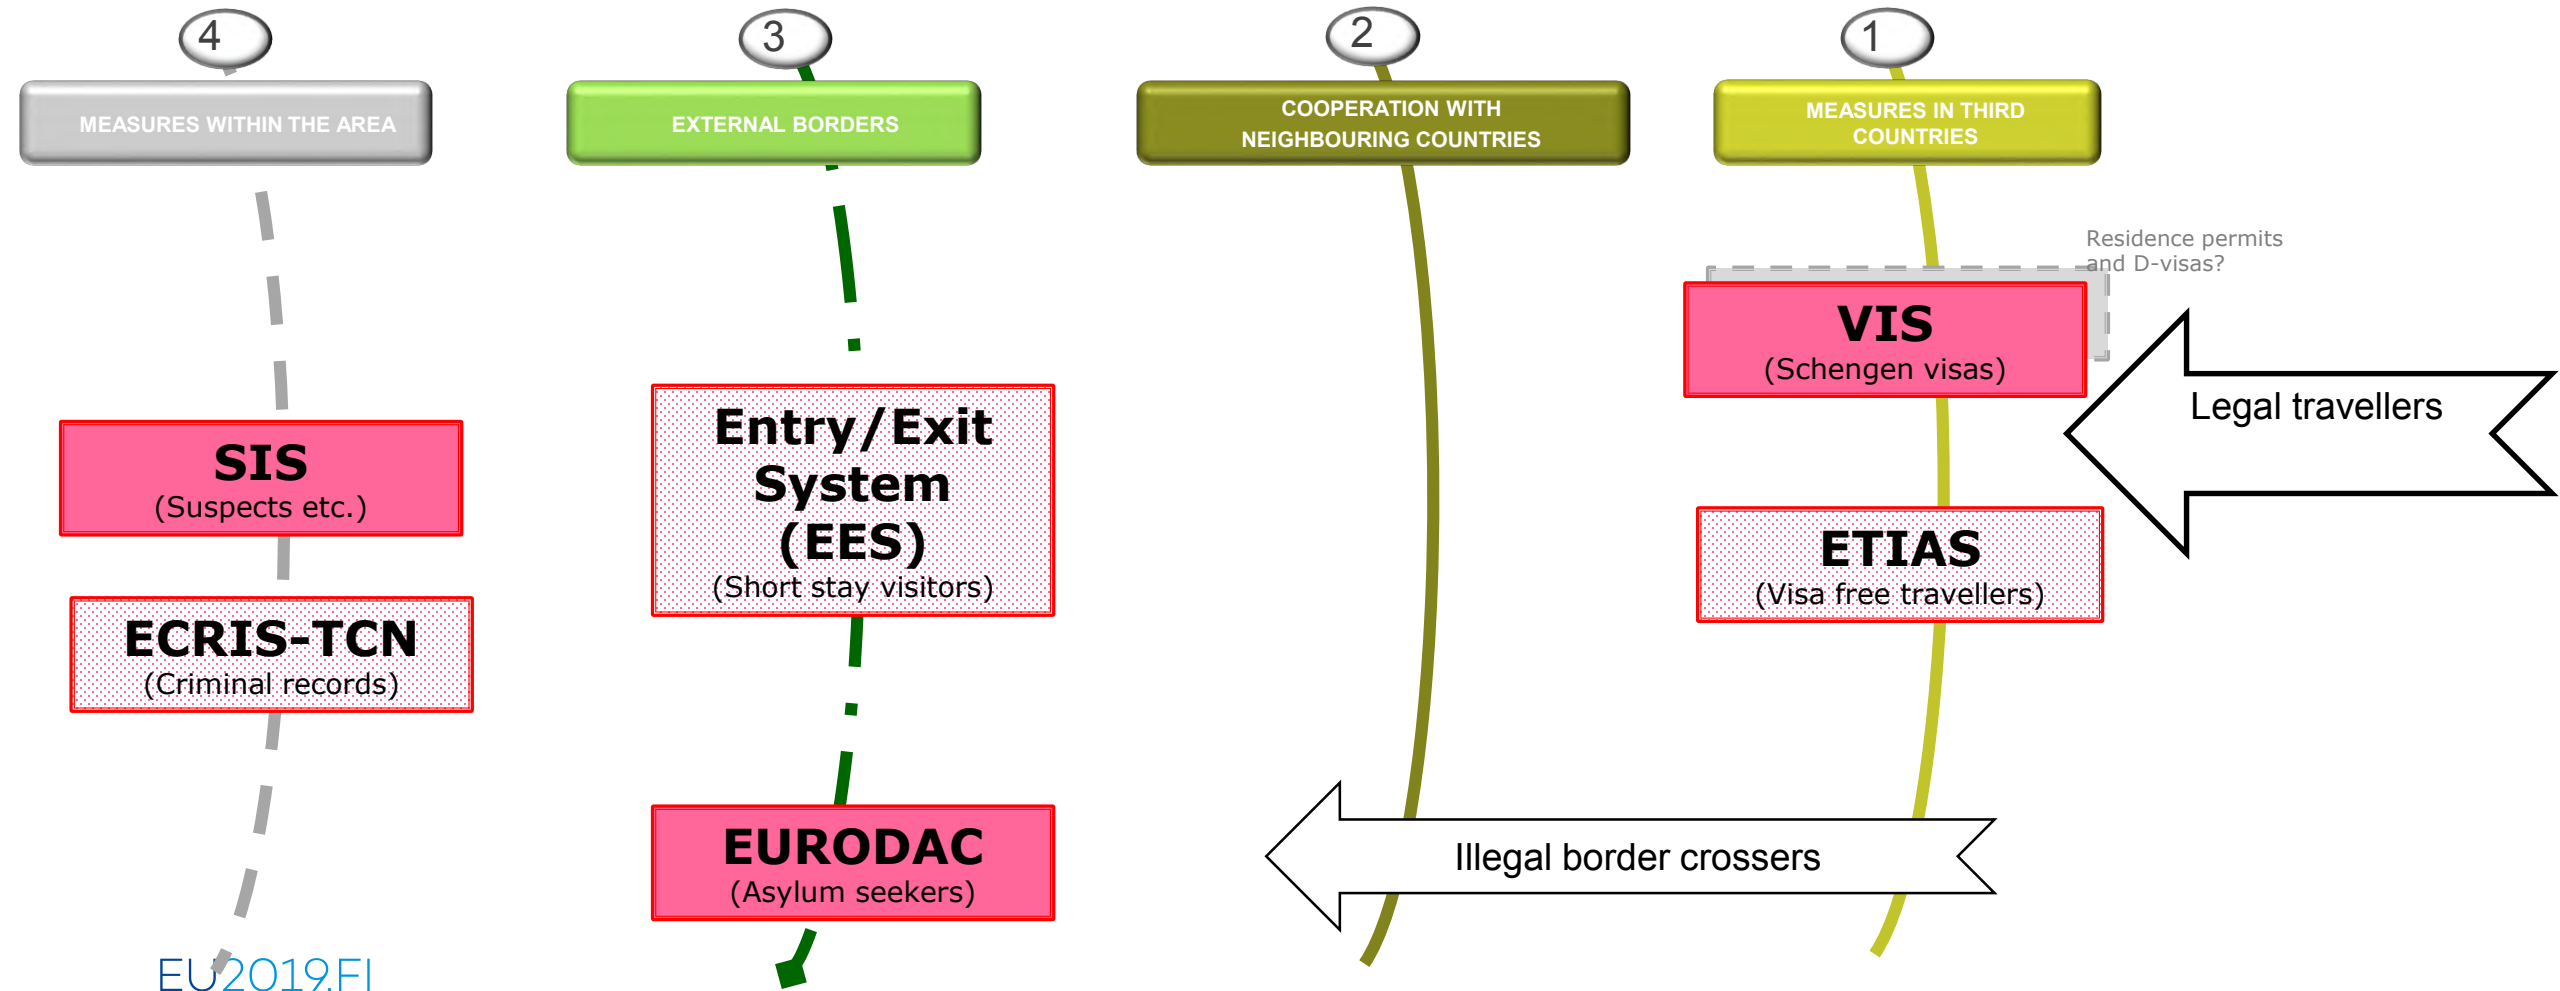 4
MEASURES WITHIN THE AREA
SIS
(Suspects etc.)
ECRIS-TCN
(Criminal records)
EU2019.FI
3
EXTERNAL BORDERS
Entry/Exit
System
(EES)
(Short stay visitors)
EURODAC
(Asylum seekers)
2
COOPERATION WITH
NEIGHBOURING COUNTRIES
1
MEASURES IN THIRD
COUNTRIES
Residence permits
and D-visas?
VIS
(Schengen visas)
Legal travellers
ETIAS
(Visa free travellers)
Illegal border crossers